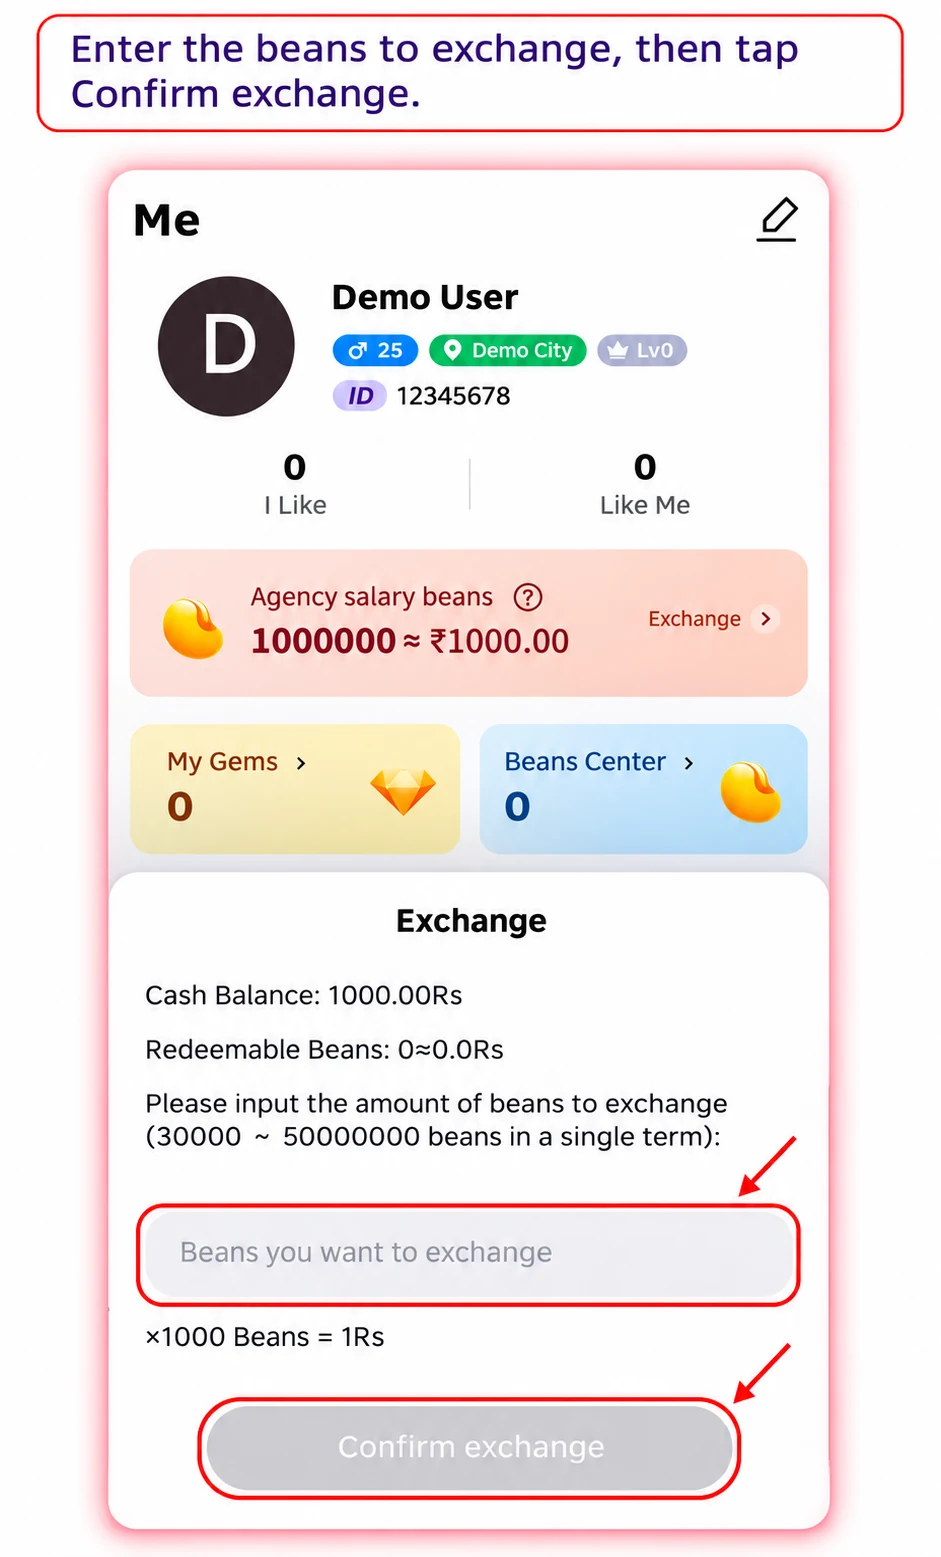 Enter the beans to exchange, then tap
Confirm exchange.
Me
D
Demo User
25
Demo City
Lv0
ID 12345678
0
I Like
0
Like Me
Agency salary beans ?
1000000 ≈ ₹1000.00
Exchange
My Gems
0
Beans Center
0
Exchange
Cash Balance: 1000.00Rs
Redeemable Beans: 0≈0.0Rs
Please input the amount of beans to exchange
(30000 ~ 50000000 beans in a single term):
Beans you want to exchange
×1000 Beans = 1Rs
Confirm exchange